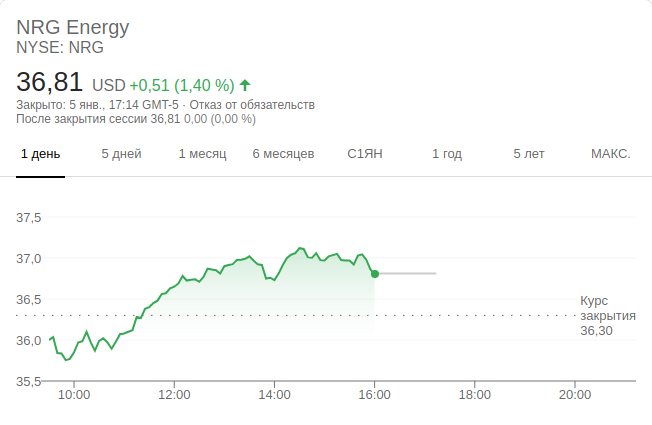 NRG Energy
NYSE: NRG
36,81 USD +0,51 (1,40 %)
Закрыто: 5 янв., 17:14 GMT-5 · Отказ от обязательств
После закрытия сессии 36,81 0,00 (0,00 %)
1 день 5 дней 1 месяц 6 месяцев С1ЯН 1 год 5 лет МАКС.
37,5
37,0
36,5
36,0
35,5
Курс
закрытия
36,30
10:00 12:00 14:00 16:00 18:00 20:00